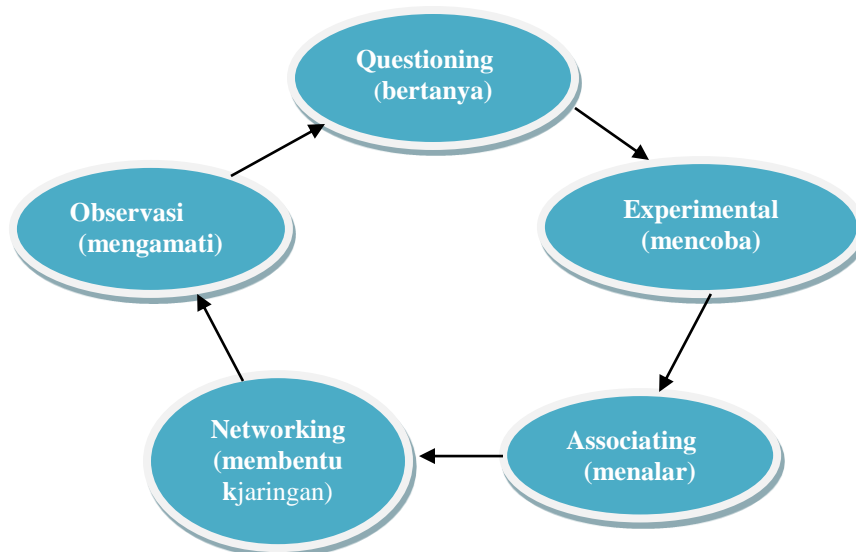 Questioning
(bertanya)
Observasi
(mengamati)
Experimental
(mencoba)
Networking
(membentu
kjaringan)
Associating
(menalar)